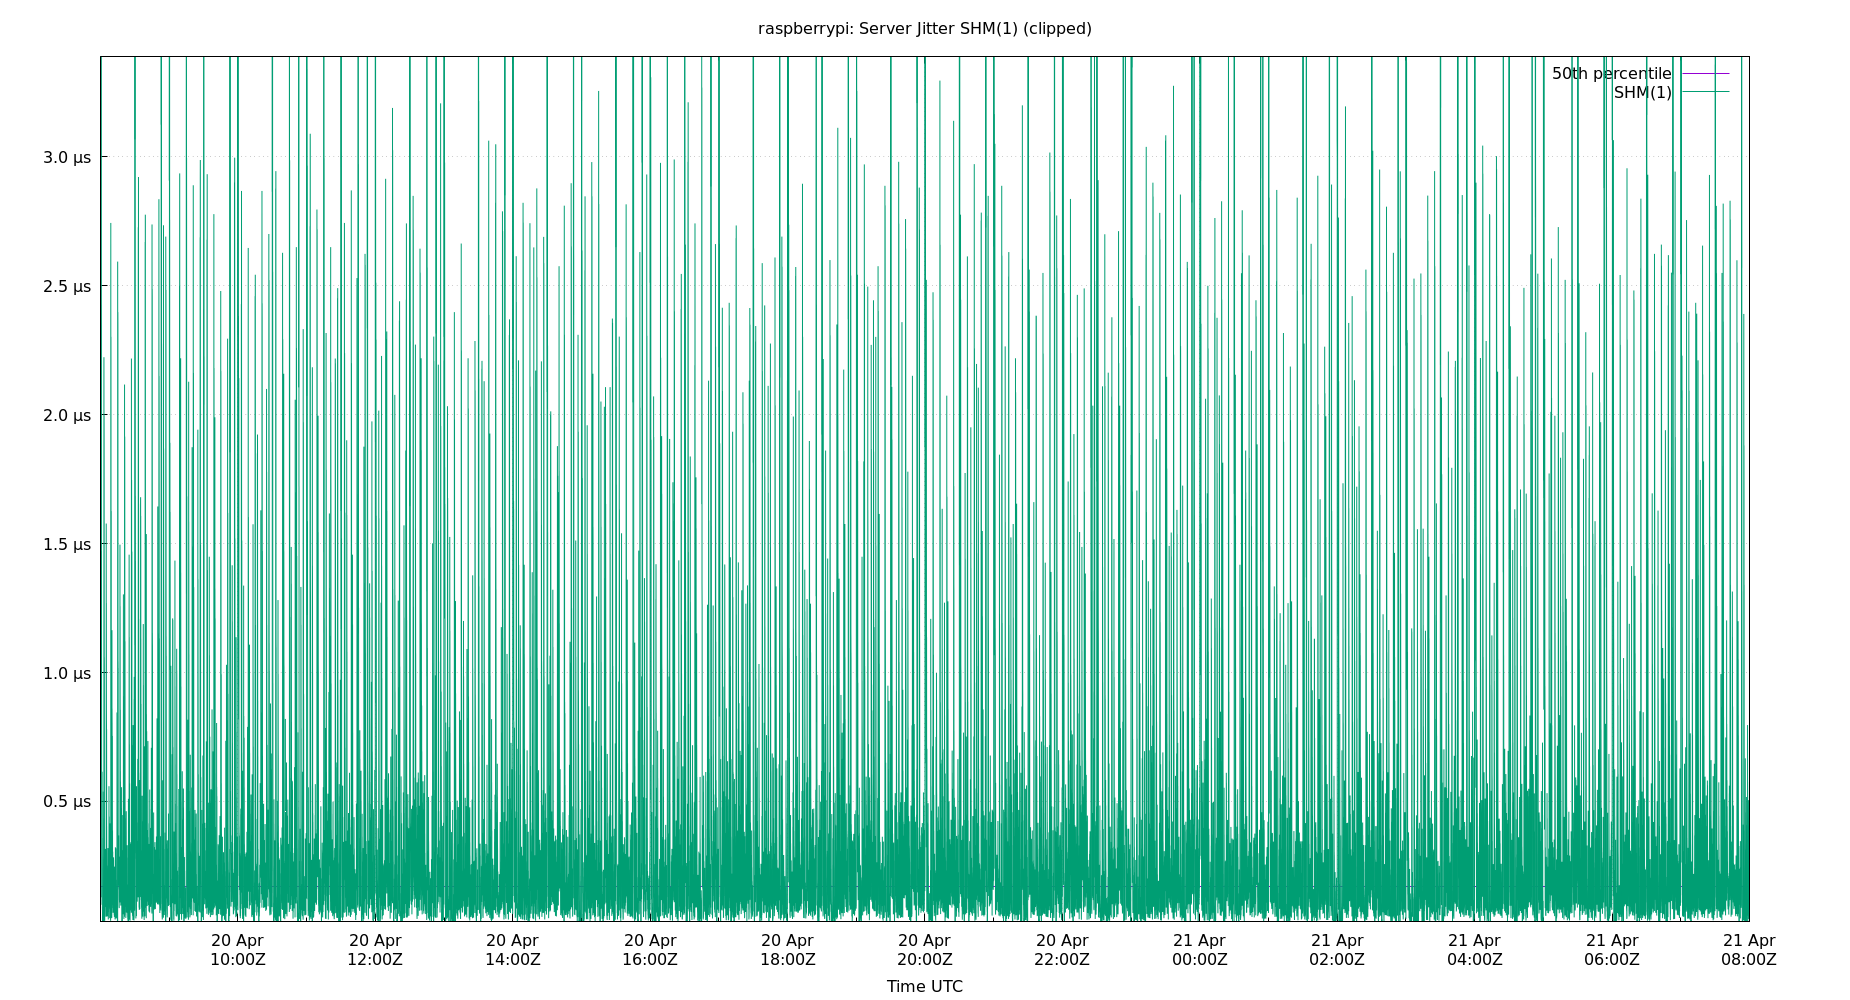 raspberrypi: Server Jitter SHM(1) (clipped)
50th percentile
SHM(1)
3.0 µs
2.5 µs
2.0 µs
1.5 µs
1.0 µs
0.5 µs
20 Apr 20 Apr 20 Apr 20 Apr 20 Apr 20 Apr 20 Apr 21 Apr 21 Apr 21 Apr 21 Apr 21 Apr
10:00Z 12:00Z 14:00Z 16:00Z 18:00Z 20:00Z 22:00Z 00:00Z 02:00Z 04:00Z 06:00Z 08:00Z
Time UTC